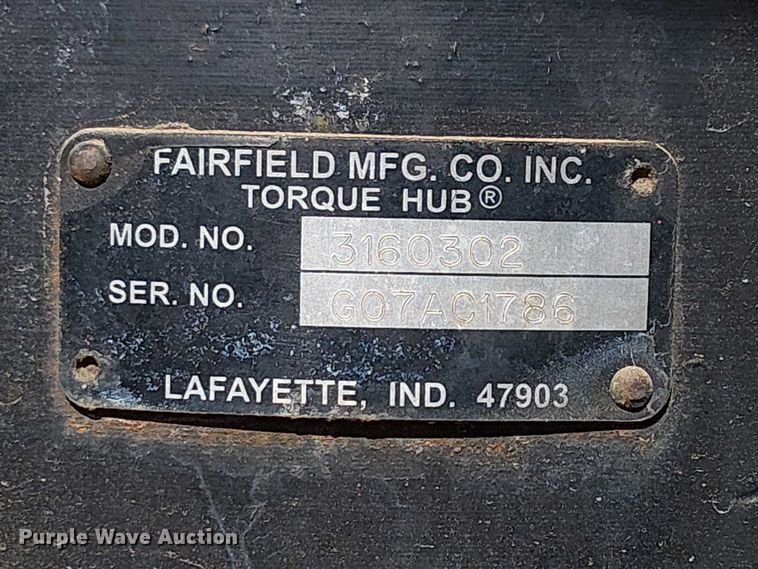 FAIRFIELD MFG. CO. INC.
TORQUE HUB®
MOD. NO. 3160302
SER. NO. G07AC1786
LAFAYETTE, IND. 47903
Purple Wave Auction